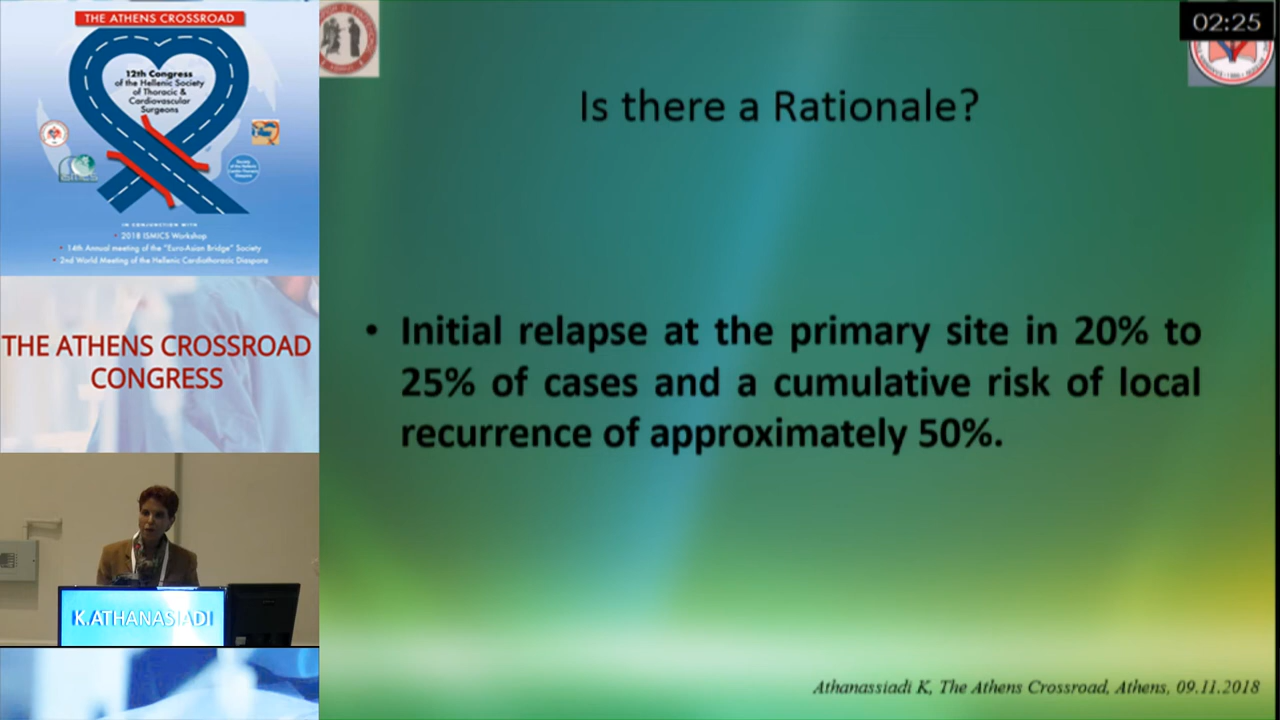 THE ATHENS CROSSROAD
12th Congress
of the Hellenic Society
of Thoracic &
Cardiovascular
Surgeons
IN CONJUNCTION WITH
• 2018 ISMICS Workshop
• 14th Annual meeting of the "Euro-Asian Bridge" Society
• 2nd World Meeting of the Hellenic Cardiothoracic Diaspora
THE ATHENS CROSSROAD
CONGRESS
K.ATHANASIADI
02:25
Is there a Rationale?
• Initial relapse at the primary site in 20% to
25% of cases and a cumulative risk of local
recurrence of approximately 50%.
Athanassiadi K, The Athens Crossroad, Athens, 09.11.2018